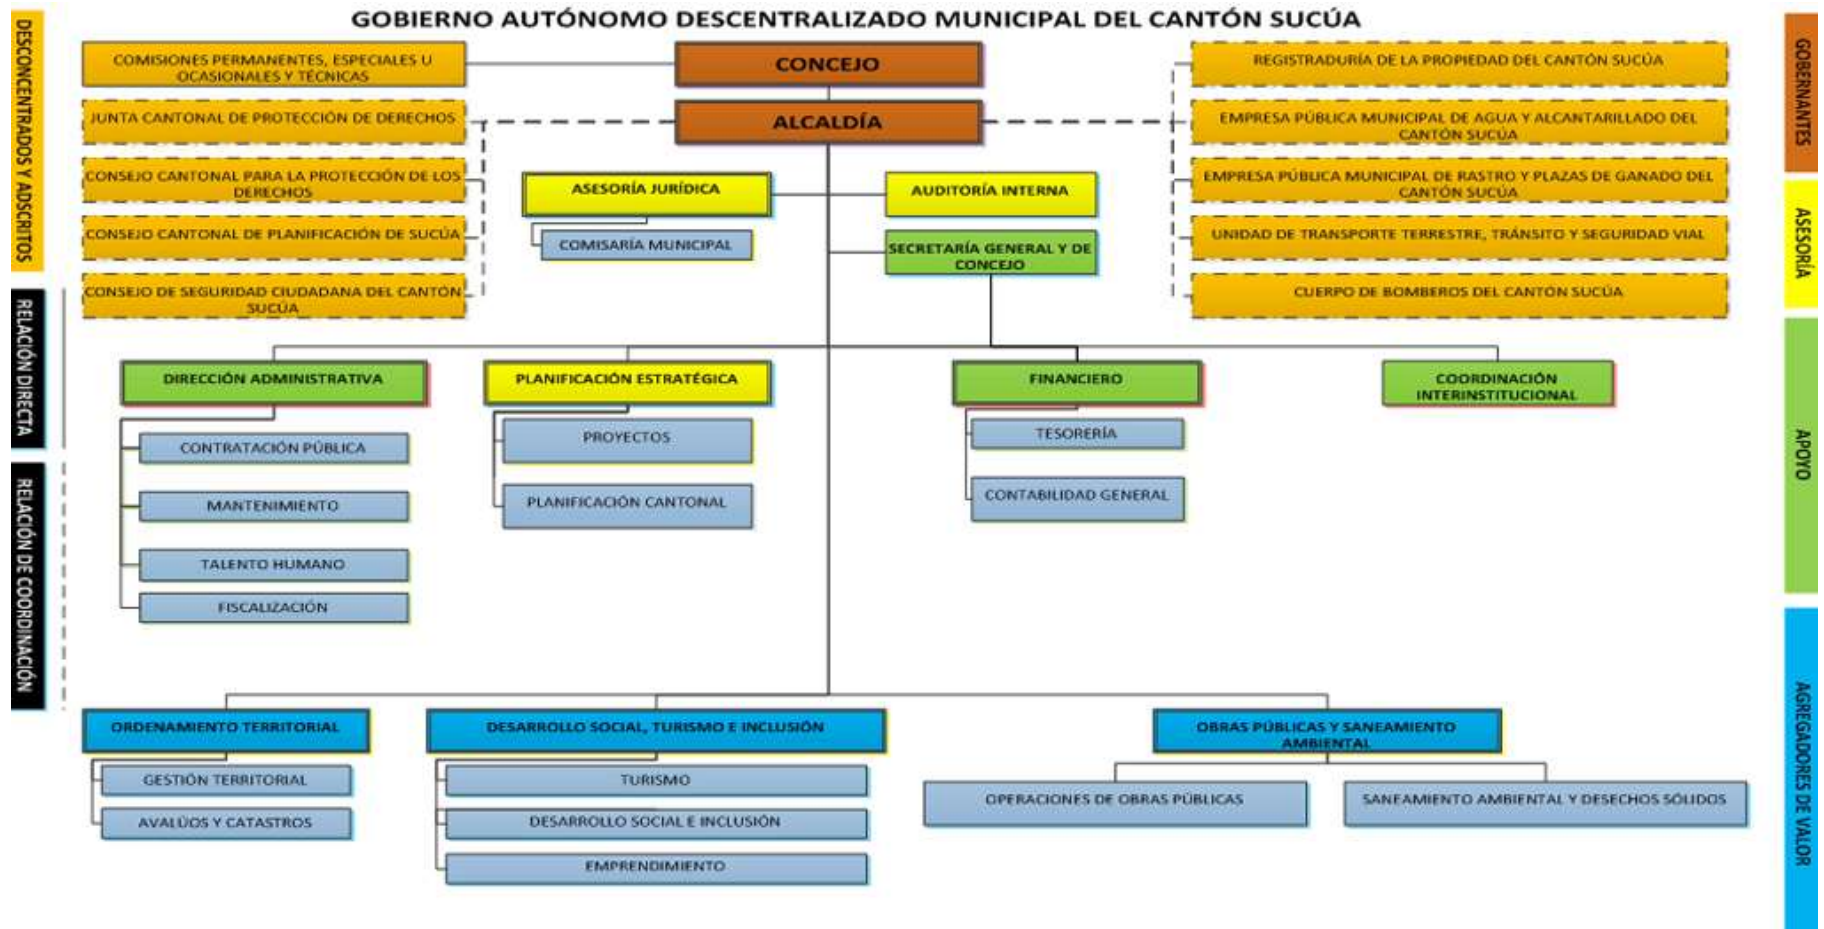 GOBIERNO AUTÓNOMO DESCENTRALIZADO MUNICIPAL DEL CANTÓN SUCÚA
DESCONCENTRADOS Y ADSCRITOS
RELACIÓN DIRECTA
RELACIÓN DE COORDINACIÓN
COMISIONES PERMANENTES, ESPECIALES U
OCASIONALES Y TÉCNICAS
JUNTA CANTONAL DE PROTECCIÓN DE DERECHOS
CONSEJO CANTONAL PARA LA PROTECCIÓN DE LOS
DERECHOS
CONSEJO CANTONAL DE PLANIFICACIÓN DE SUCÚA
CONSEJO DE SEGURIDAD CIUDADANA DEL CANTÓN
SUCÚA
CONCEJO
ALCALDÍA
ASESORÍA JURÍDICA
COMISARÍA MUNICIPAL
AUDITORÍA INTERNA
SECRETARÍA GENERAL Y DE
CONCEJO
REGISTRADURÍA DE LA PROPIEDAD DEL CANTÓN SUCÚA
EMPRESA PÚBLICA MUNICIPAL DE AGUA Y ALCANTARILLADO DEL
CANTÓN SUCÚA
EMPRESA PÚBLICA MUNICIPAL DE RASTRO Y PLAZAS DE GANADO DEL
CANTÓN SUCÚA
UNIDAD DE TRANSPORTE TERRESTRE, TRÁNSITO Y SEGURIDAD VIAL
CUERPO DE BOMBEROS DEL CANTÓN SUCÚA
DIRECCIÓN ADMINISTRATIVA
CONTRATACIÓN PÚBLICA
MANTENIMIENTO
TALENTO HUMANO
FISCALIZACIÓN
PLANIFICACIÓN ESTRATÉGICA
PROYECTOS
PLANIFICACIÓN CANTONAL
FINANCIERO
TESORERÍA
CONTABILIDAD GENERAL
COORDINACIÓN
INTERINSTITUCIONAL
ORDENAMIENTO TERRITORIAL
GESTIÓN TERRITORIAL
AVALÚOS Y CATASTROS
DESARROLLO SOCIAL, TURISMO E INCLUSIÓN
TURISMO
DESARROLLO SOCIAL E INCLUSIÓN
EMPRENDIMIENTO
OBRAS PÚBLICAS Y SANEAMIENTO
AMBIENTAL
OPERACIONES DE OBRAS PÚBLICAS
SANEAMIENTO AMBIENTAL Y DESECHOS SÓLIDOS
GOBERNANTES
ASESORÍA
APOYO
AGREGADORES DE VALOR